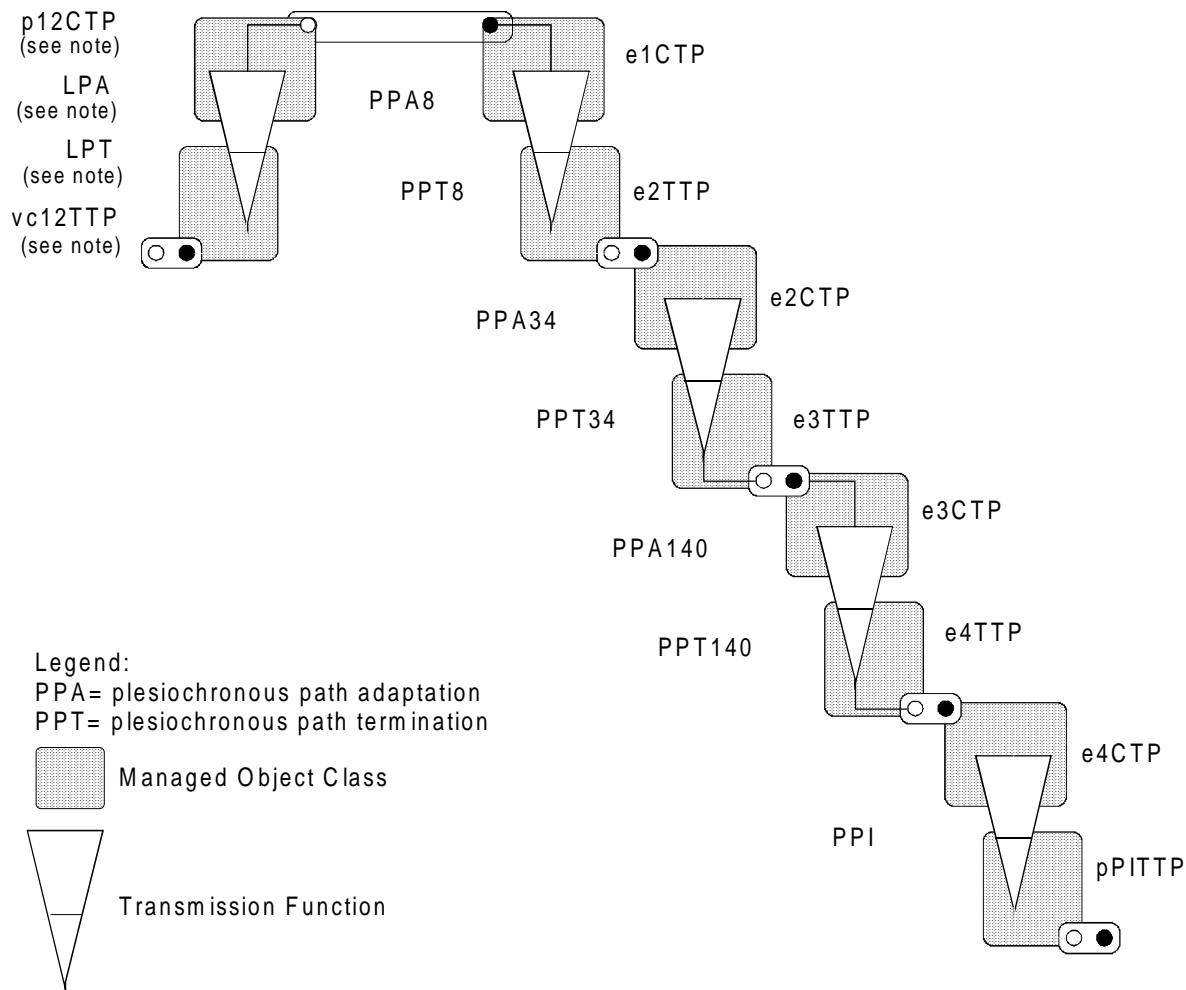 p12CTP
(see note)
e1CTP
LPA
(see note)
PPA8
LPT
(see note)
PPT8
e2TTP
vc12TTP
(see note)
e2CTP
PPA34
PPT34
e3TTP
e3CTP
PPA140
e4TTP
PPT140
Legend:
PPA= plesiochronous path adaptation
PPT= plesiochronous path termination
e4CTP
Managed Object Class
PPI
pPITTP
Transmission Function